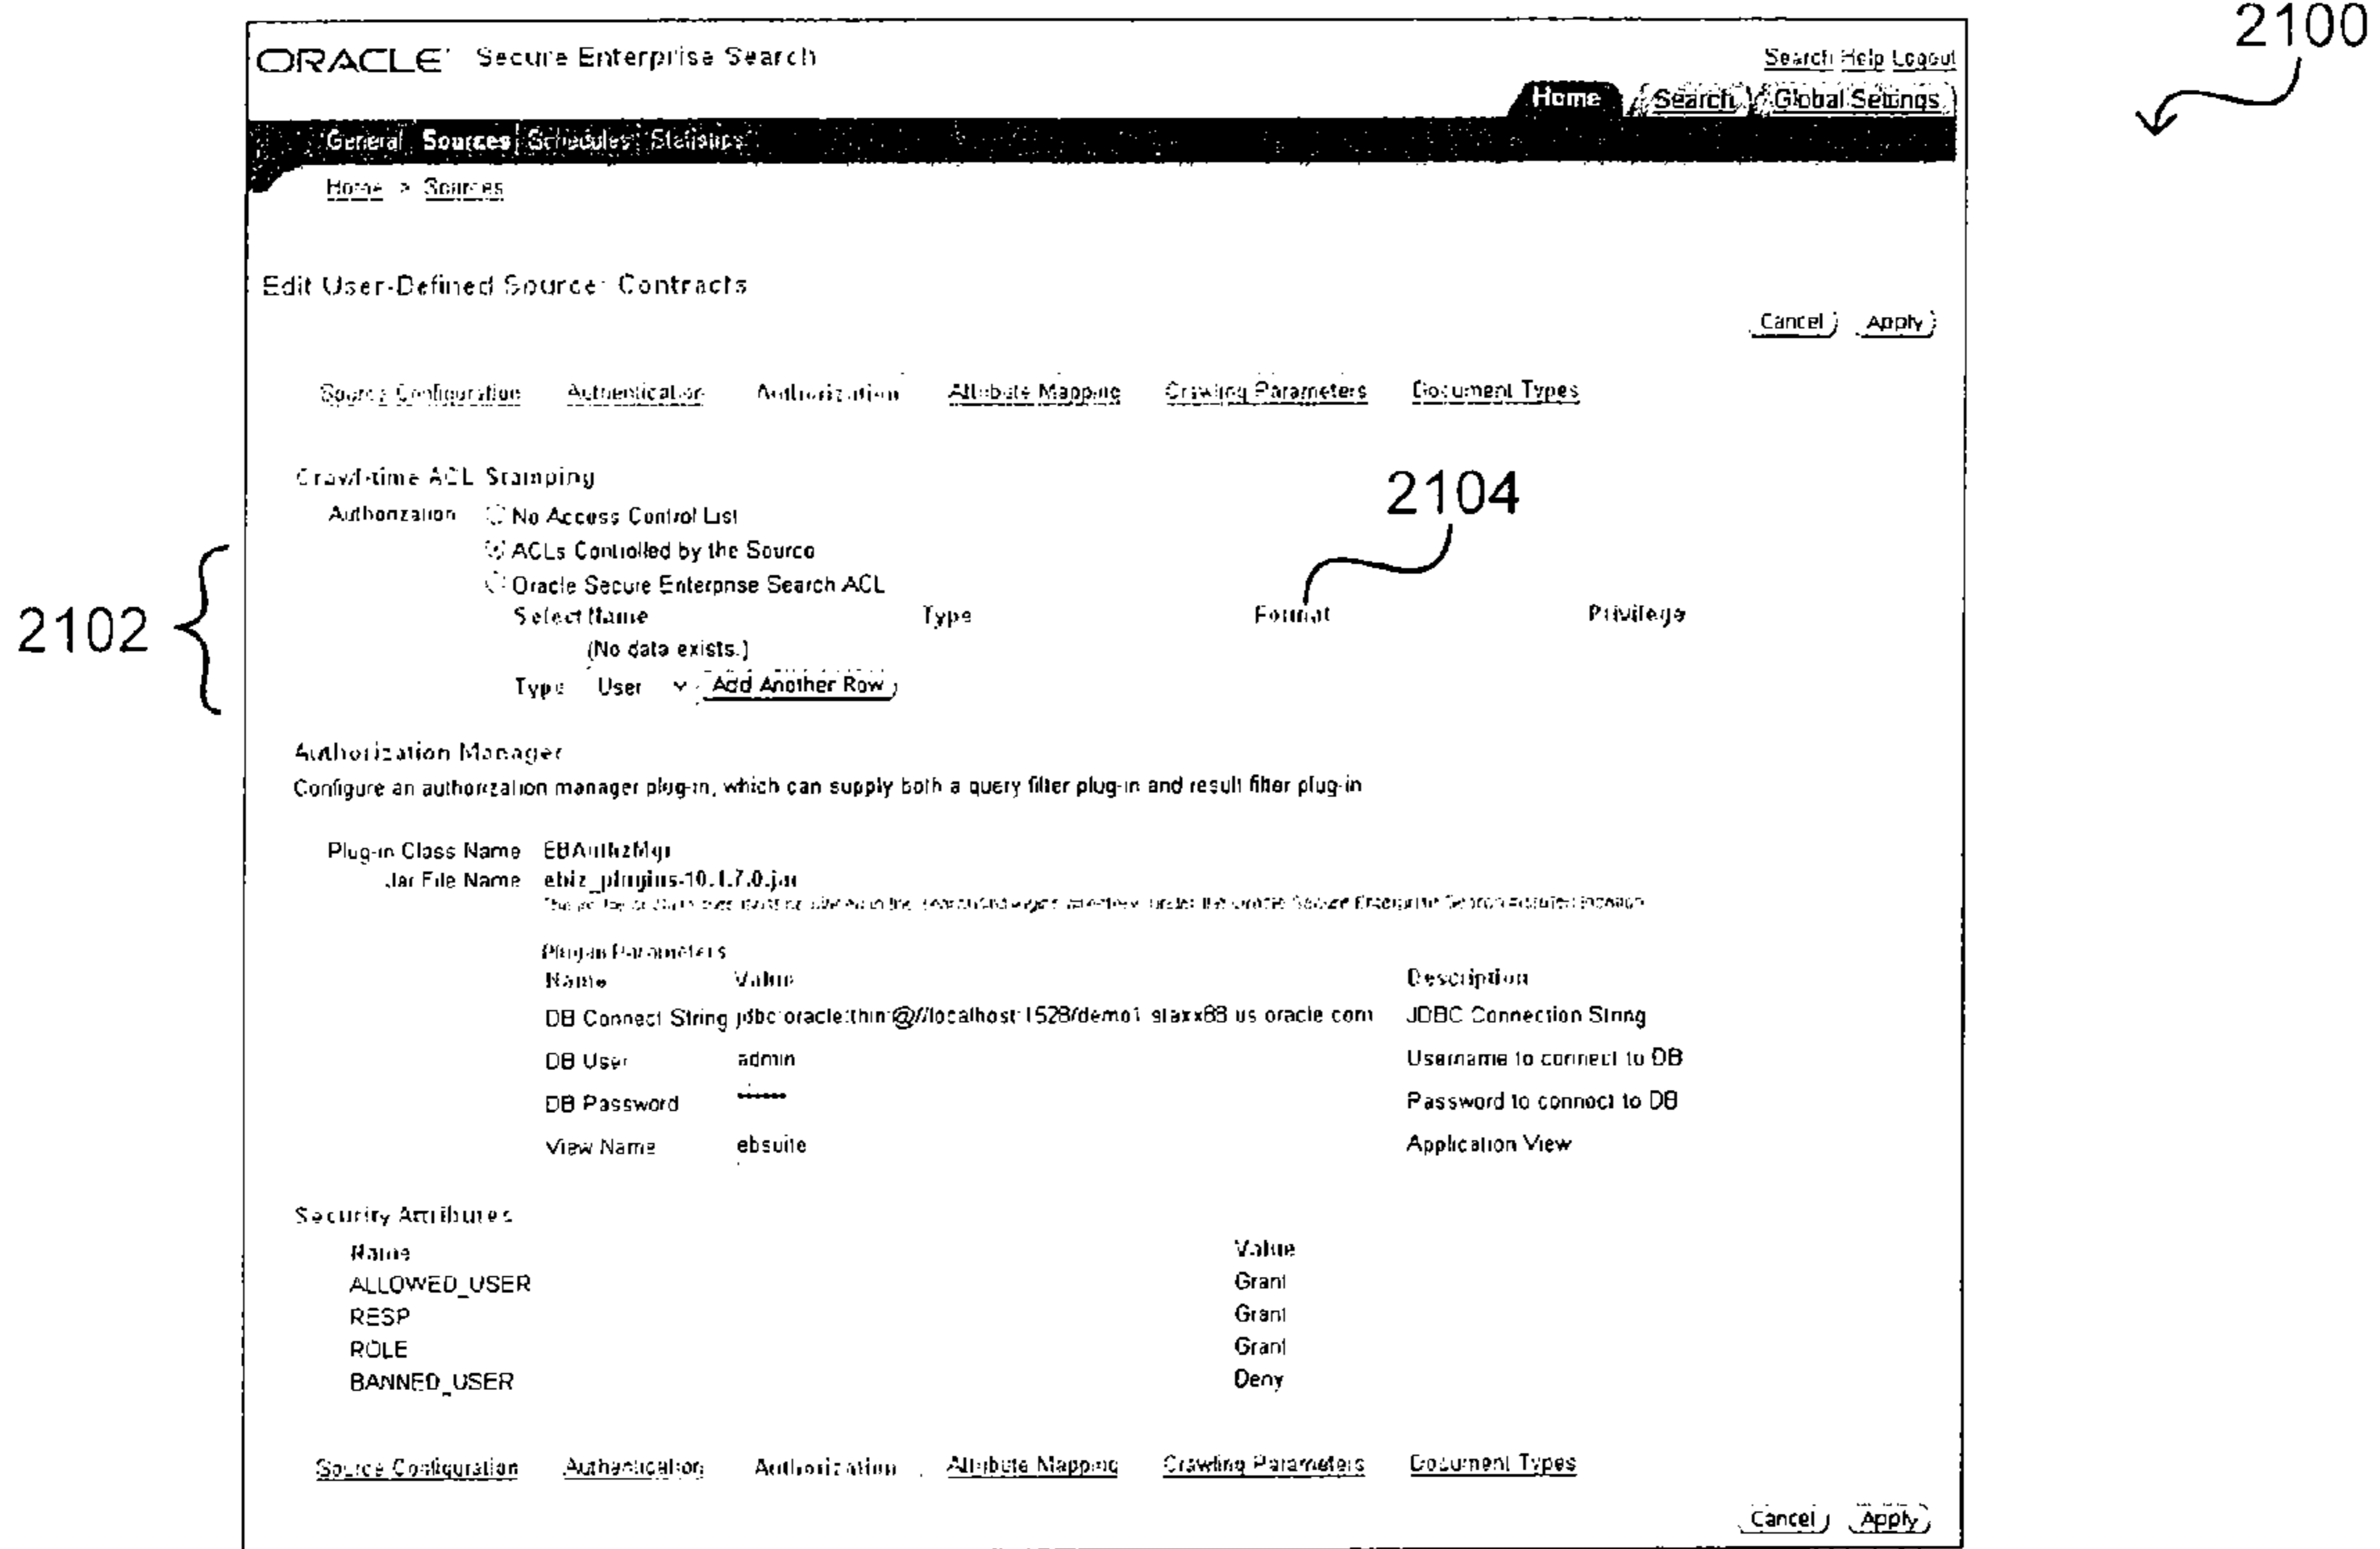 2100
ORACLE Secure Enterprise Search
Search Help Logout
Home Search Global Settings
General Sources Schedules Statistics
Home > Sources
Edit User-Defined Source: Contracts
Cancel Apply
Source Configuration Authentication Authorization Attribute Mapping Crawling Parameters Document Types
Crawl-time ACL Stamping
2104
Authorization No Access Control List
ACLs Controlled by the Source
Oracle Secure Enterprise Search ACL
2102
Select Name Type Format Privilege
(No data exists.)
Type User Add Another Row
Authorization Manager
Configure an authorization manager plug-in, which can supply both a query filter plug-in and result filter plug-in
Plug-in Class Name EBAuthzMgr
Jar File Name ebiz_plugins-10.1.7.0.jar
Plug-in Parameters
Name Value Description
DB Connect String jdbc:oracle:thin:@//localhost:1528/demo1 us oracle com JDBC Connection String
DB User admin Username to connect to DB
DB Password •••••• Password to connect to DB
View Name ebsuite Application View
Security Attributes
Name Value
ALLOWED_USER Grant
RESP Grant
ROLE Grant
BANNED_USER Deny
Source Configuration Authentication Authorization Attribute Mapping Crawling Parameters Document Types
Cancel Apply